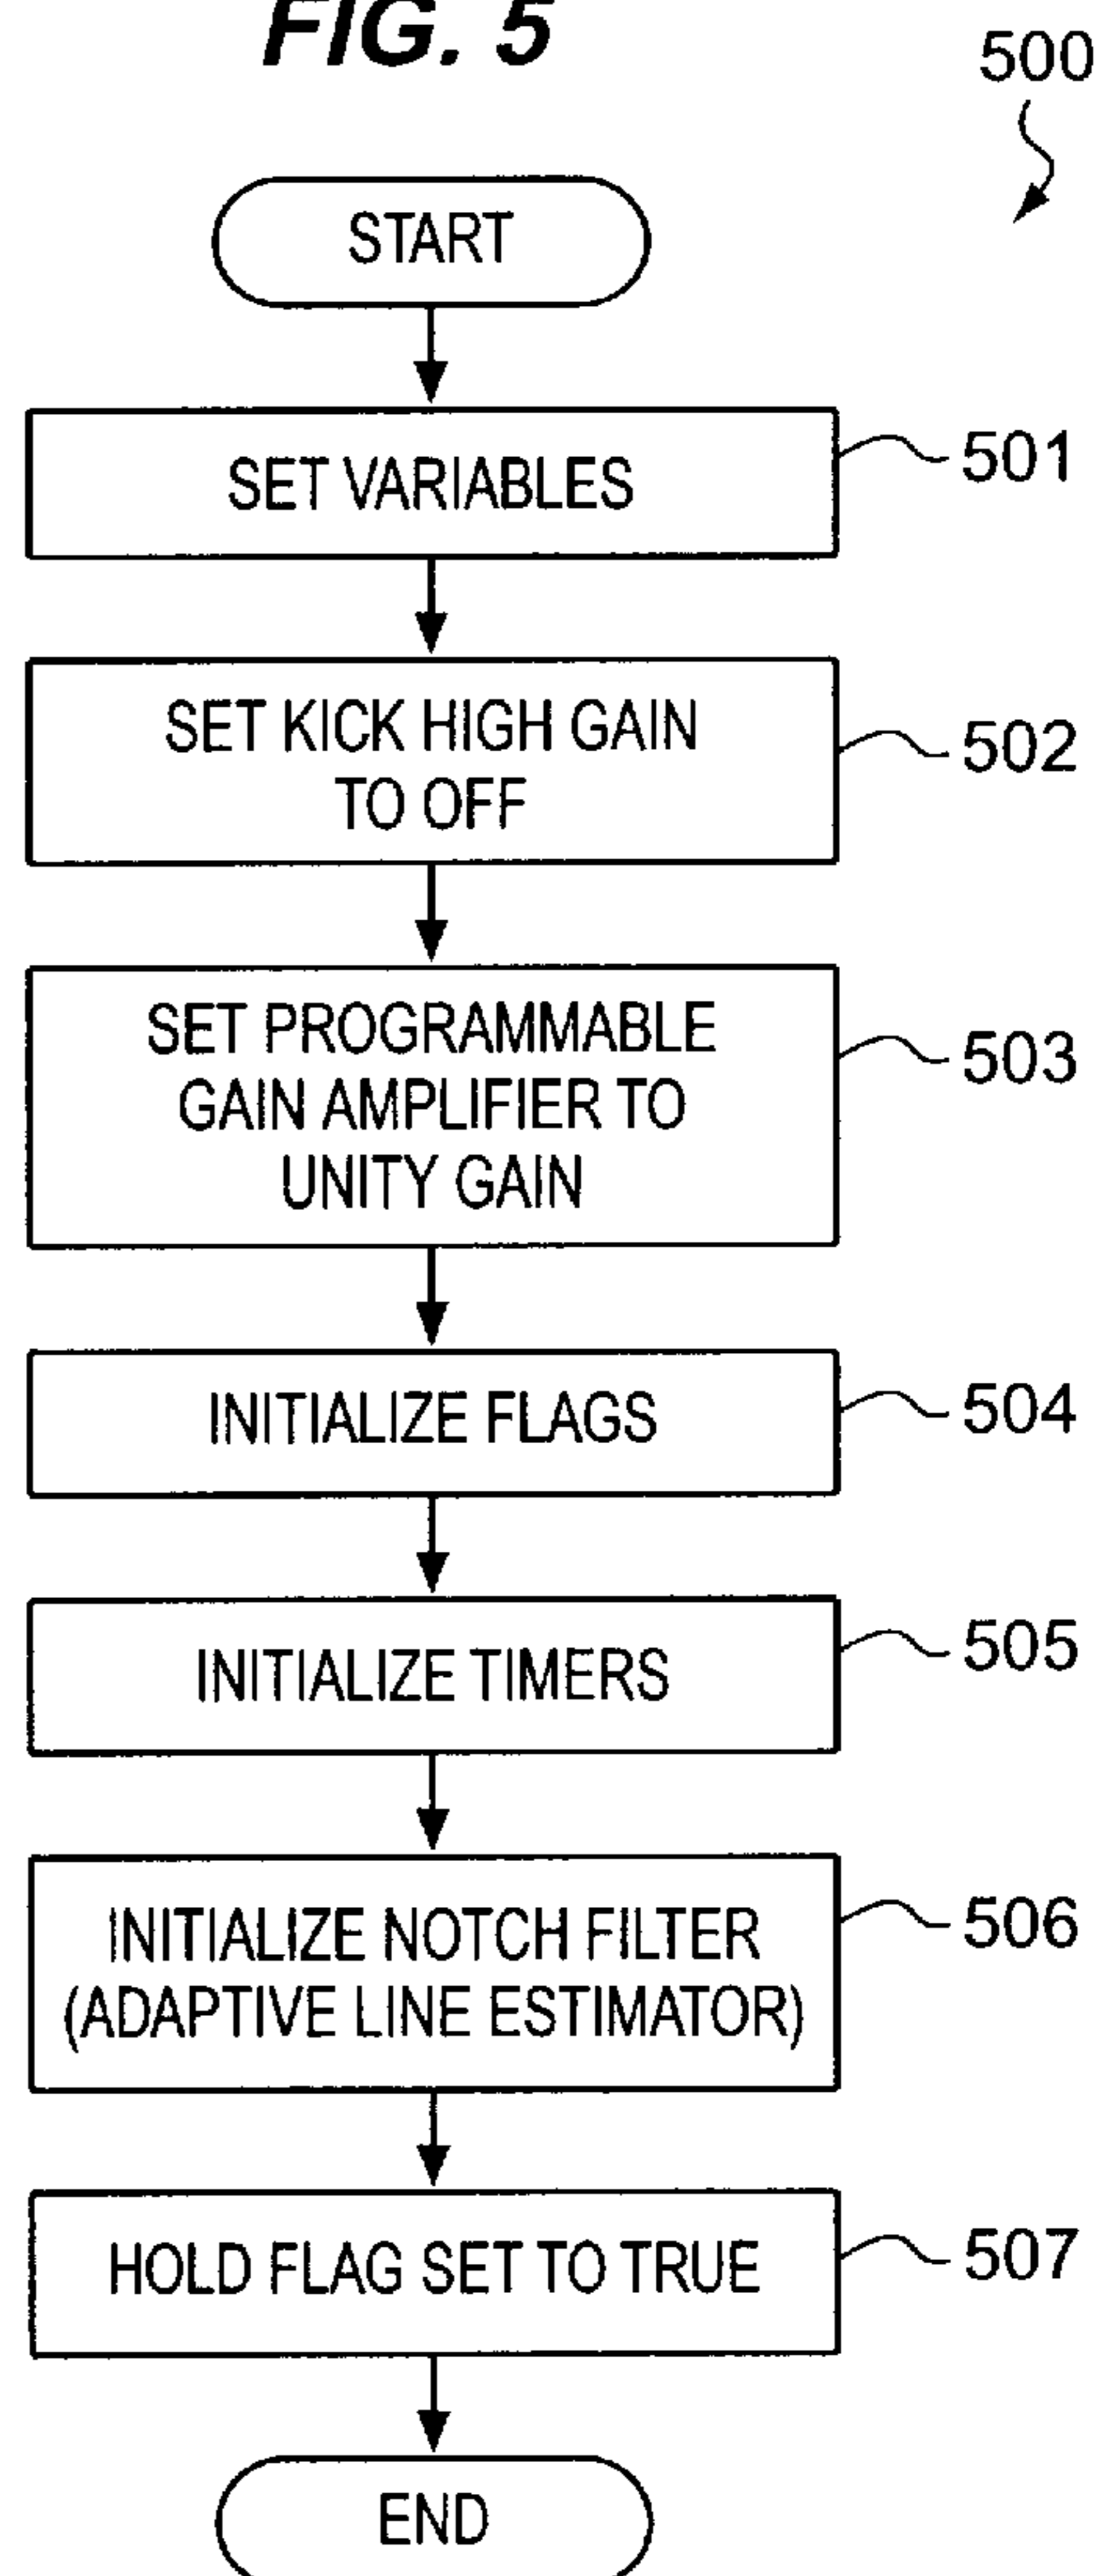 FIG. 5
500
START
SET VARIABLES
501
SET KICK HIGH GAIN
TO OFF
502
SET PROGRAMMABLE
GAIN AMPLIFIER TO
UNITY GAIN
503
INITIALIZE FLAGS
504
INITIALIZE TIMERS
505
INITIALIZE NOTCH FILTER
(ADAPTIVE LINE ESTIMATOR)
506
HOLD FLAG SET TO TRUE
507
END